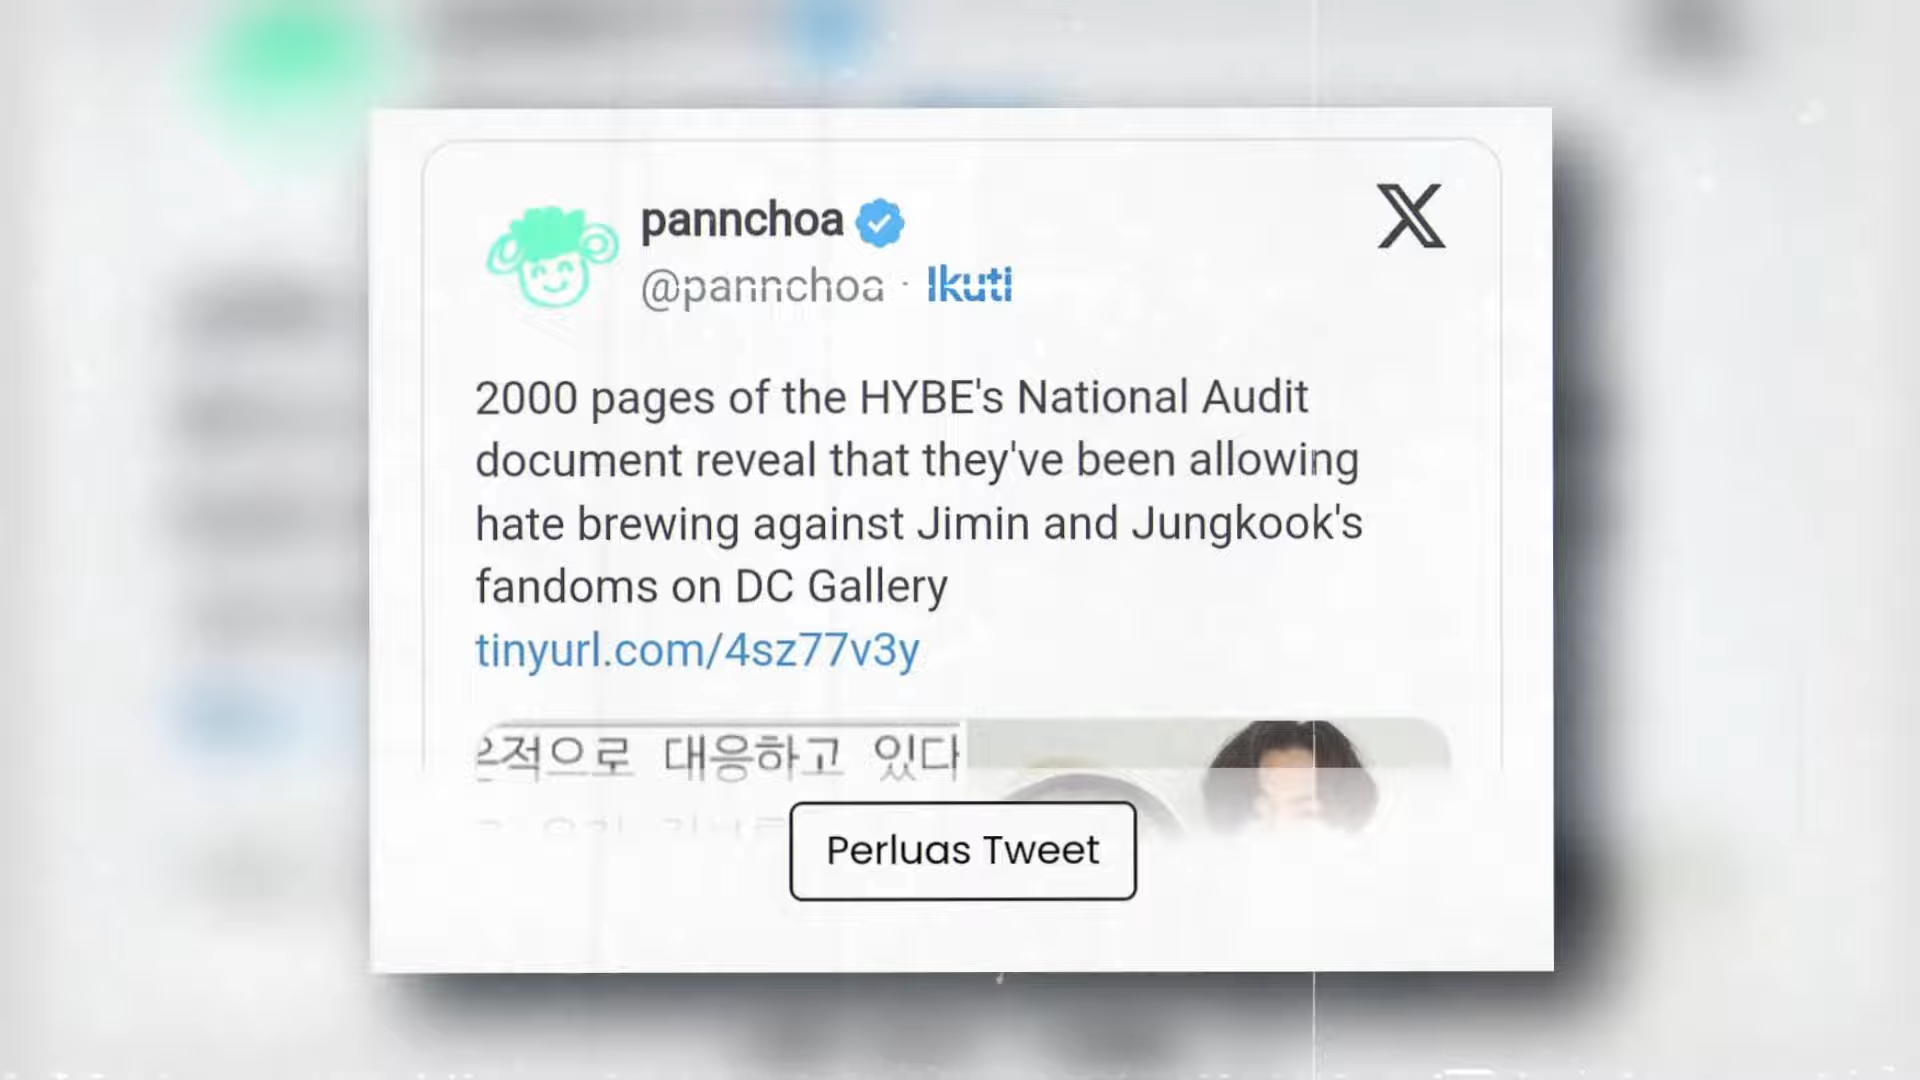 pannchoa
@pannchoa · Ikuti
2000 pages of the HYBE's National Audit
document reveal that they've been allowing
hate brewing against Jimin and Jungkook's
fandoms on DC Gallery
tinyurl.com/4sz77v3y
대응하고 있다
Perluas Tweet